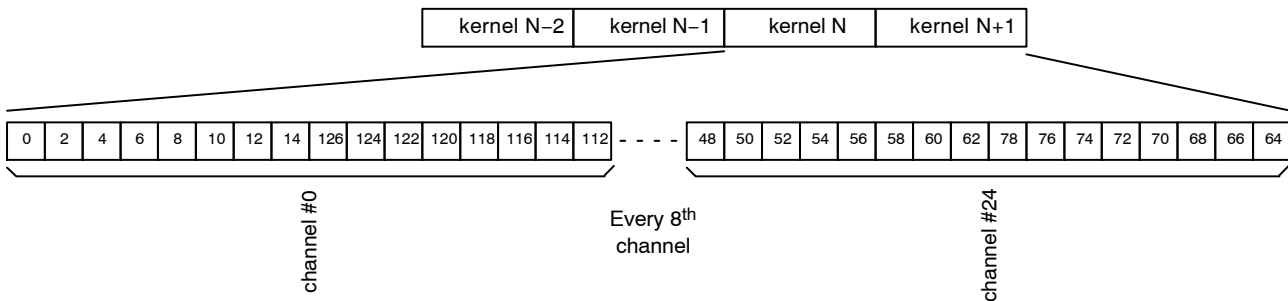 kernel N−2 kernel N−1 kernel N kernel N+1
0 2 4 6 8 10 12 14 126 124 122 120 118 116 114 112 - - - - - 48 50 52 54 56 58 60 62 78 76 74 72 70 68 66 64
channel #0
Every 8th
channel
channel #24